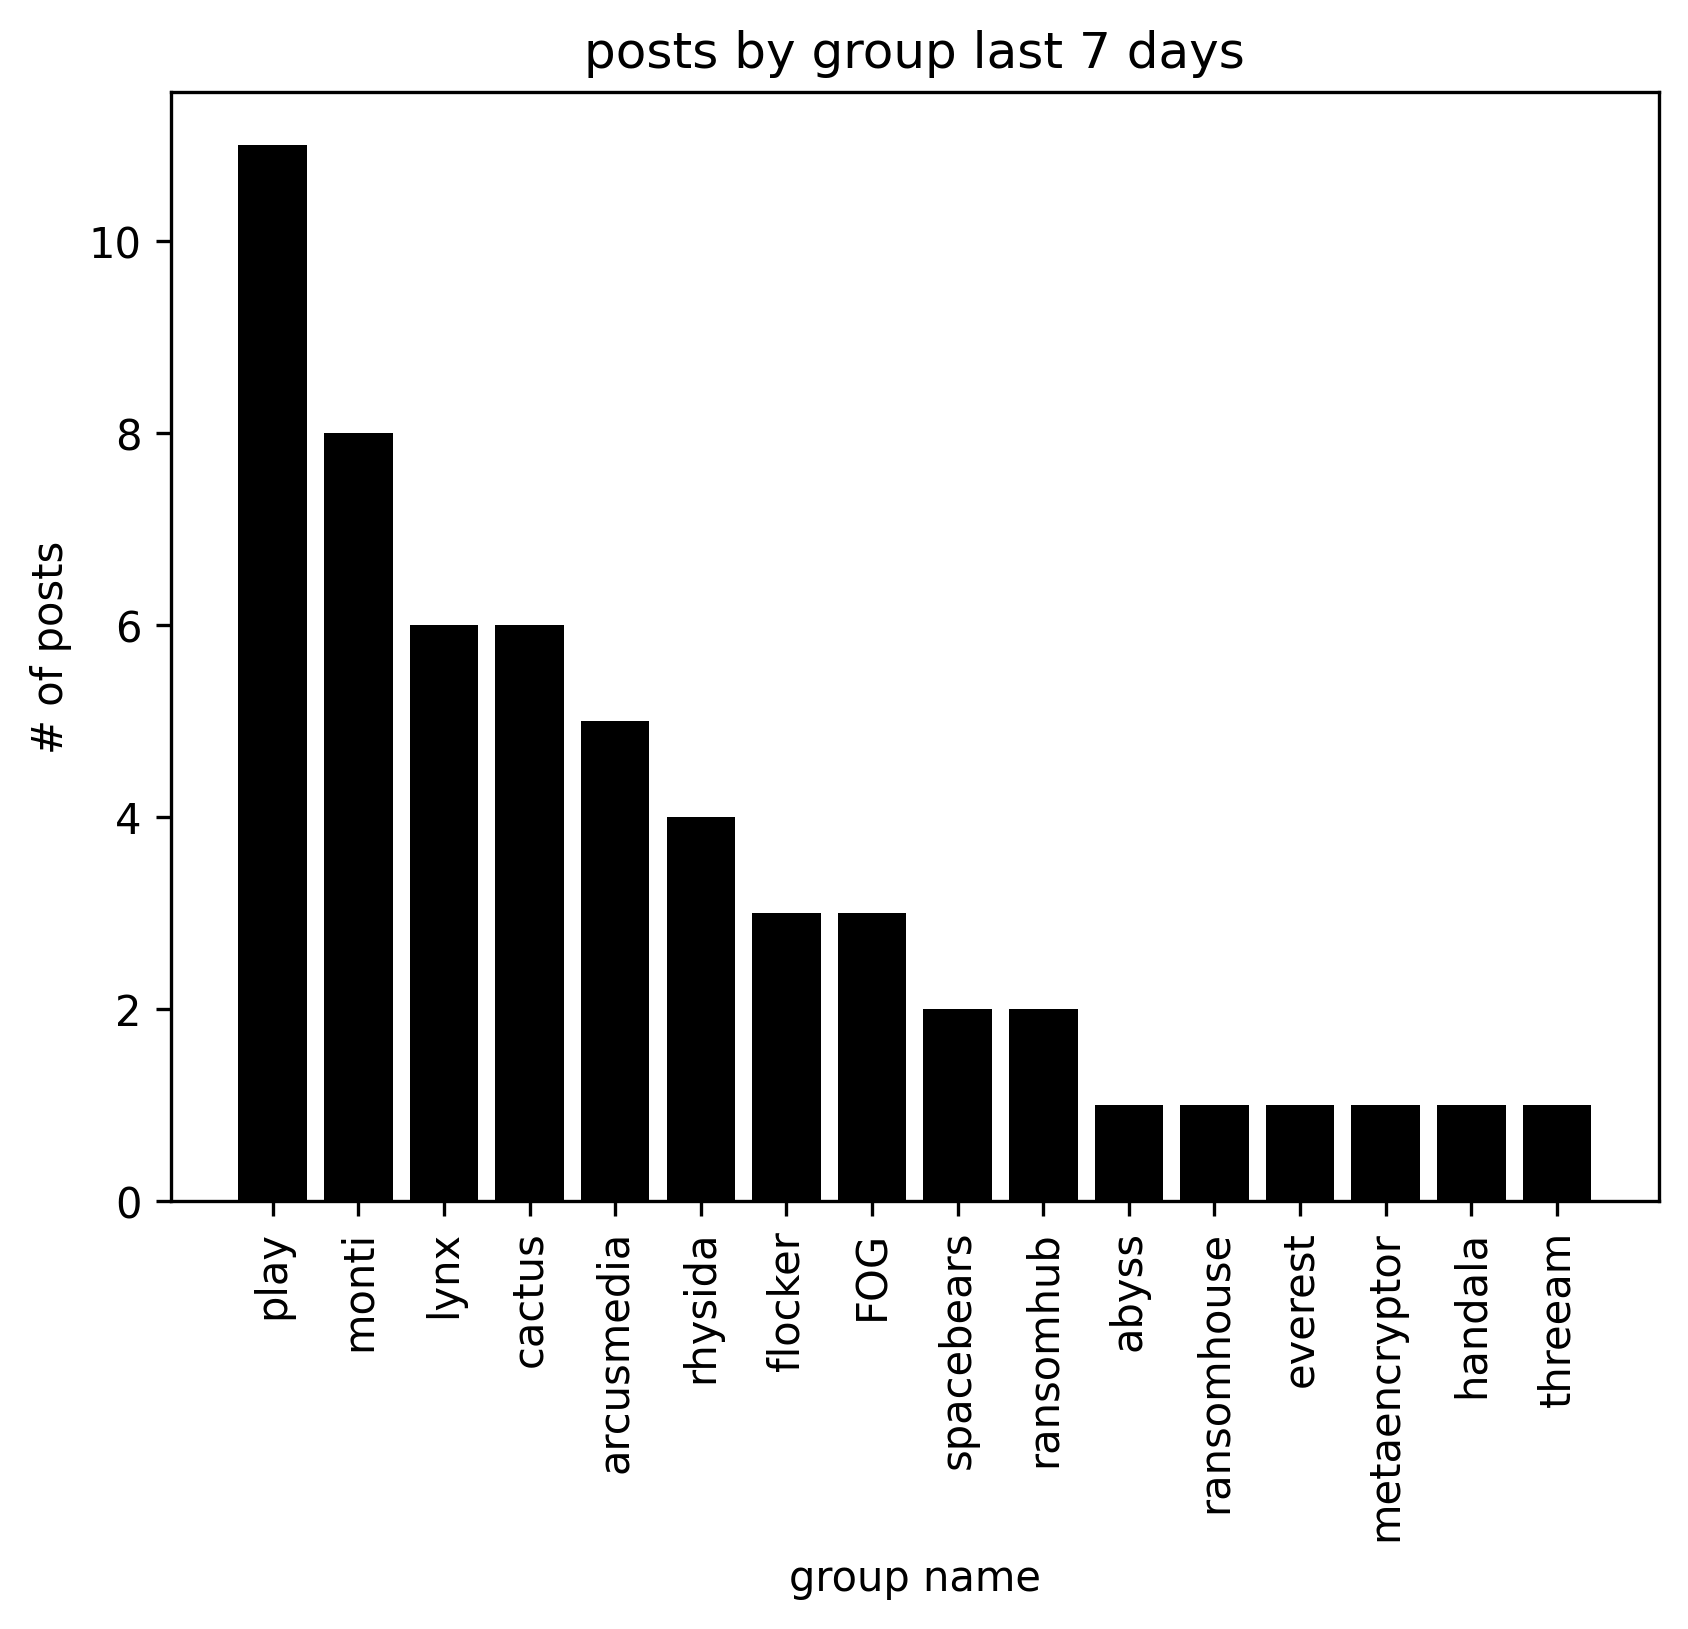 posts by group last 7 days
# of posts
10
8
6
4
2
0
play
monti
lynx
cactus
arcusmedia
rhysida
flocker
FOG
spacebears
ransomhub
abyss
ransomhouse
everest
metaencryptor
handala
threeam
group name